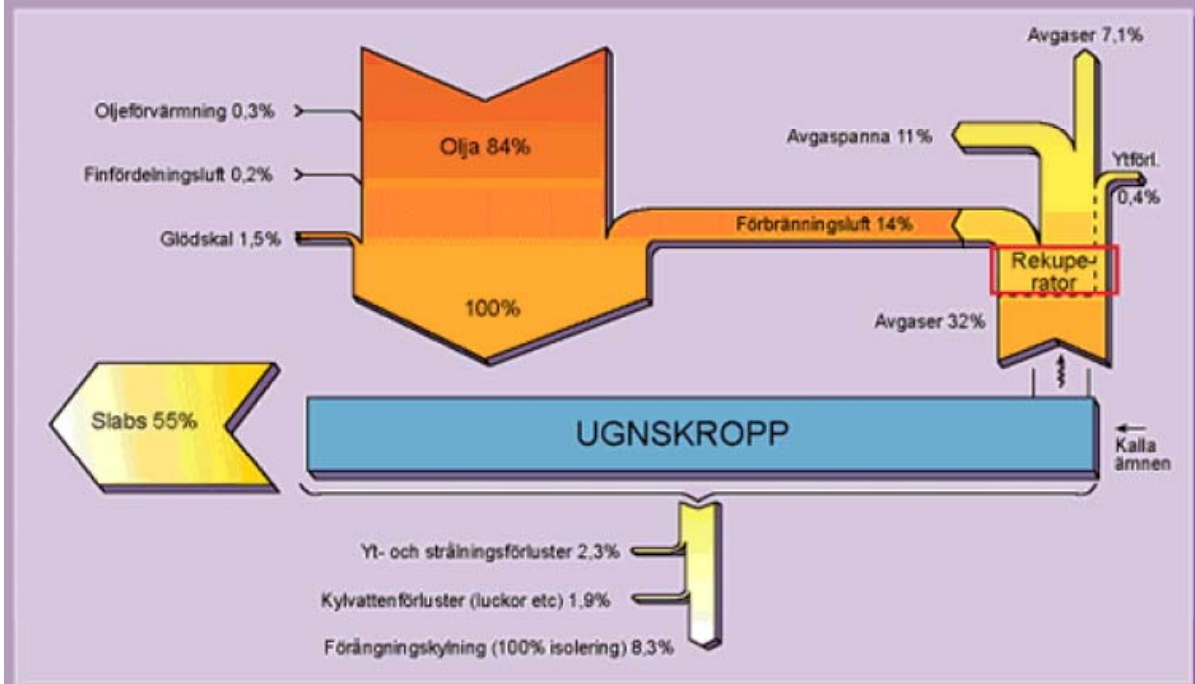 Avgaser 7,1%
Oljeförvärmning 0,3%
Olja 84%
Avgaspanna 11%
Ytförl.
0,4%
Finfördelningsluft 0,2%
Förbränningsluft 14%
Glödskal 1,5%
Rekupe-
rator
100%
Avgaser 32%
Slabs 55%
UGNSKROPP
Kalla
ämnen
Yt- och strålningsförluster 2,3%
Kylvattenförluster (luckor etc) 1,9%
Förångningskylning (100% isolering) 8,3%